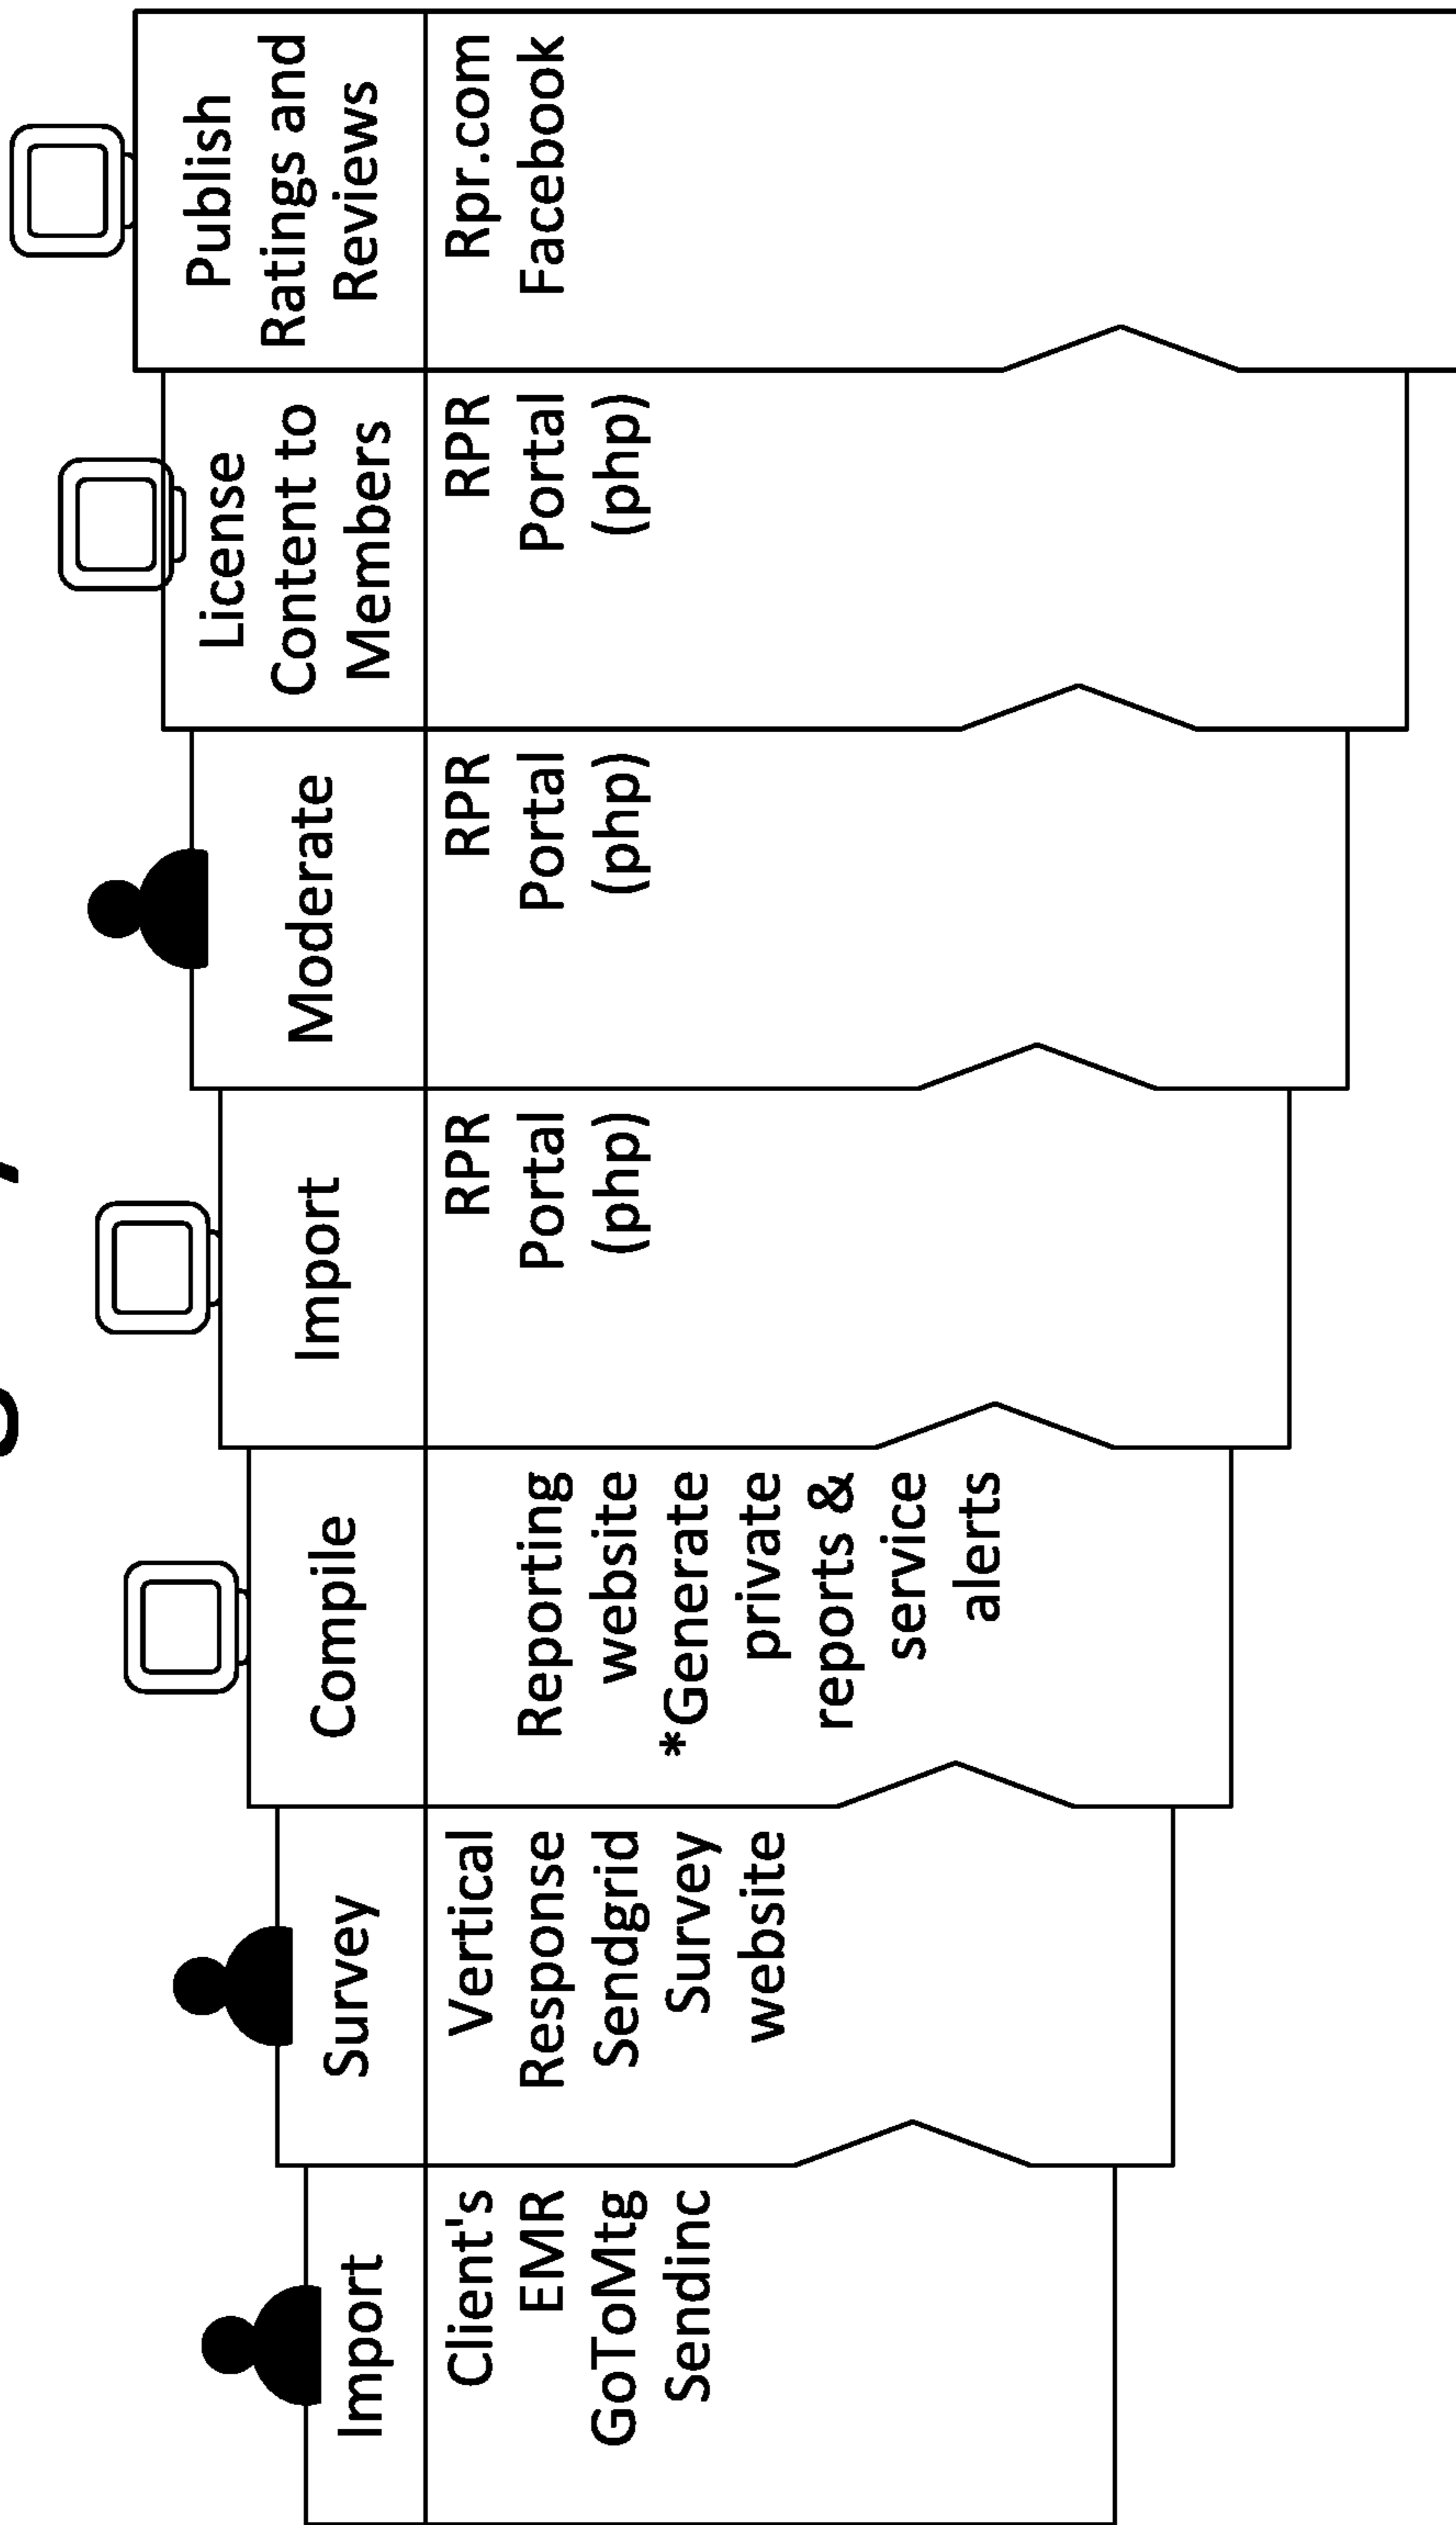 Import
Client's
EMR
GoToMtg
Sendinc
Survey
Vertical
Response
Sendgrid
Survey
website
Compile
Reporting
website
*Generate
private
reports &
service
alerts
Import
RPR
Portal
(php)
Moderate
RPR
Portal
(php)
License
Content to
Members
RPR
Portal
(php)
Publish
Ratings and
Reviews
Rpr.com
Facebook